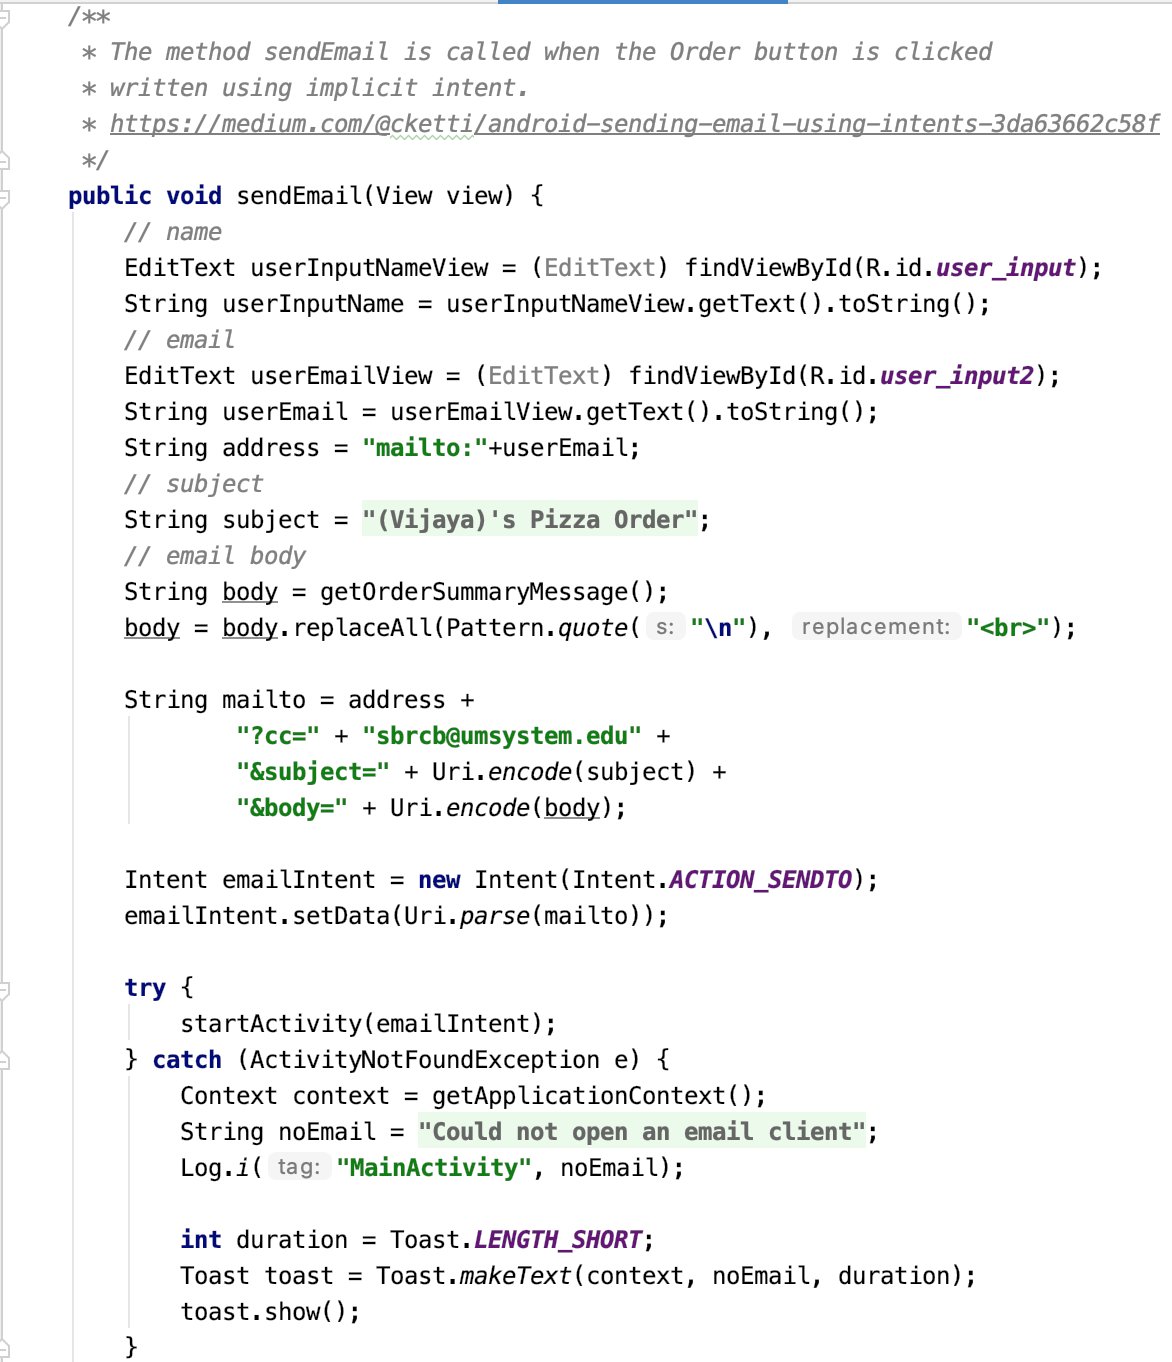 /**
 * The method sendEmail is called when the Order button is clicked
 * written using implicit intent.
 * https://medium.com/@cketti/android-sending-email-using-intents-3da63662c58f
 */
public void sendEmail(View view) {
    // name
    EditText userInputNameView = (EditText) findViewById(R.id.user_input);
    String userInputName = userInputNameView.getText().toString();
    // email
    EditText userEmailView = (EditText) findViewById(R.id.user_input2);
    String userEmail = userEmailView.getText().toString();
    String address = "mailto:"+userEmail;
    // subject
    String subject = "(Vijaya)'s Pizza Order";
    // email body
    String body = getOrderSummaryMessage();
    body = body.replaceAll(Pattern.quote( s: "\n"), replacement: "<br>");
    String mailto = address +
            "?cc=" + "sbrcb@umsystem.edu" +
            "&subject=" + Uri.encode(subject) +
            "&body=" + Uri.encode(body);
    Intent emailIntent = new Intent(Intent.ACTION_SENDTO);
    emailIntent.setData(Uri.parse(mailto));
    try {
        startActivity(emailIntent);
    } catch (ActivityNotFoundException e) {
        Context context = getApplicationContext();
        String noEmail = "Could not open an email client";
        Log.i( tag: "MainActivity", noEmail);
        int duration = Toast.LENGTH_SHORT;
        Toast toast = Toast.makeText(context, noEmail, duration);
        toast.show();
    }